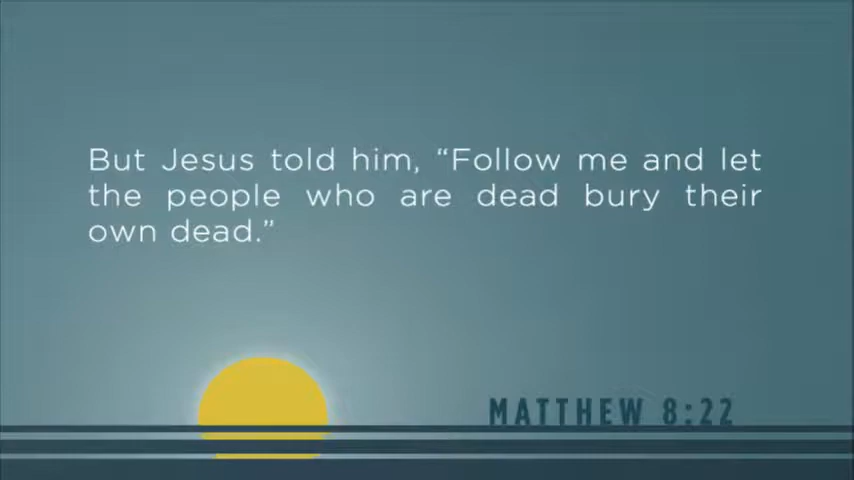 But Jesus told him, “Follow me and let
the people who are dead bury their
own dead.”
MATTHEW 8:22